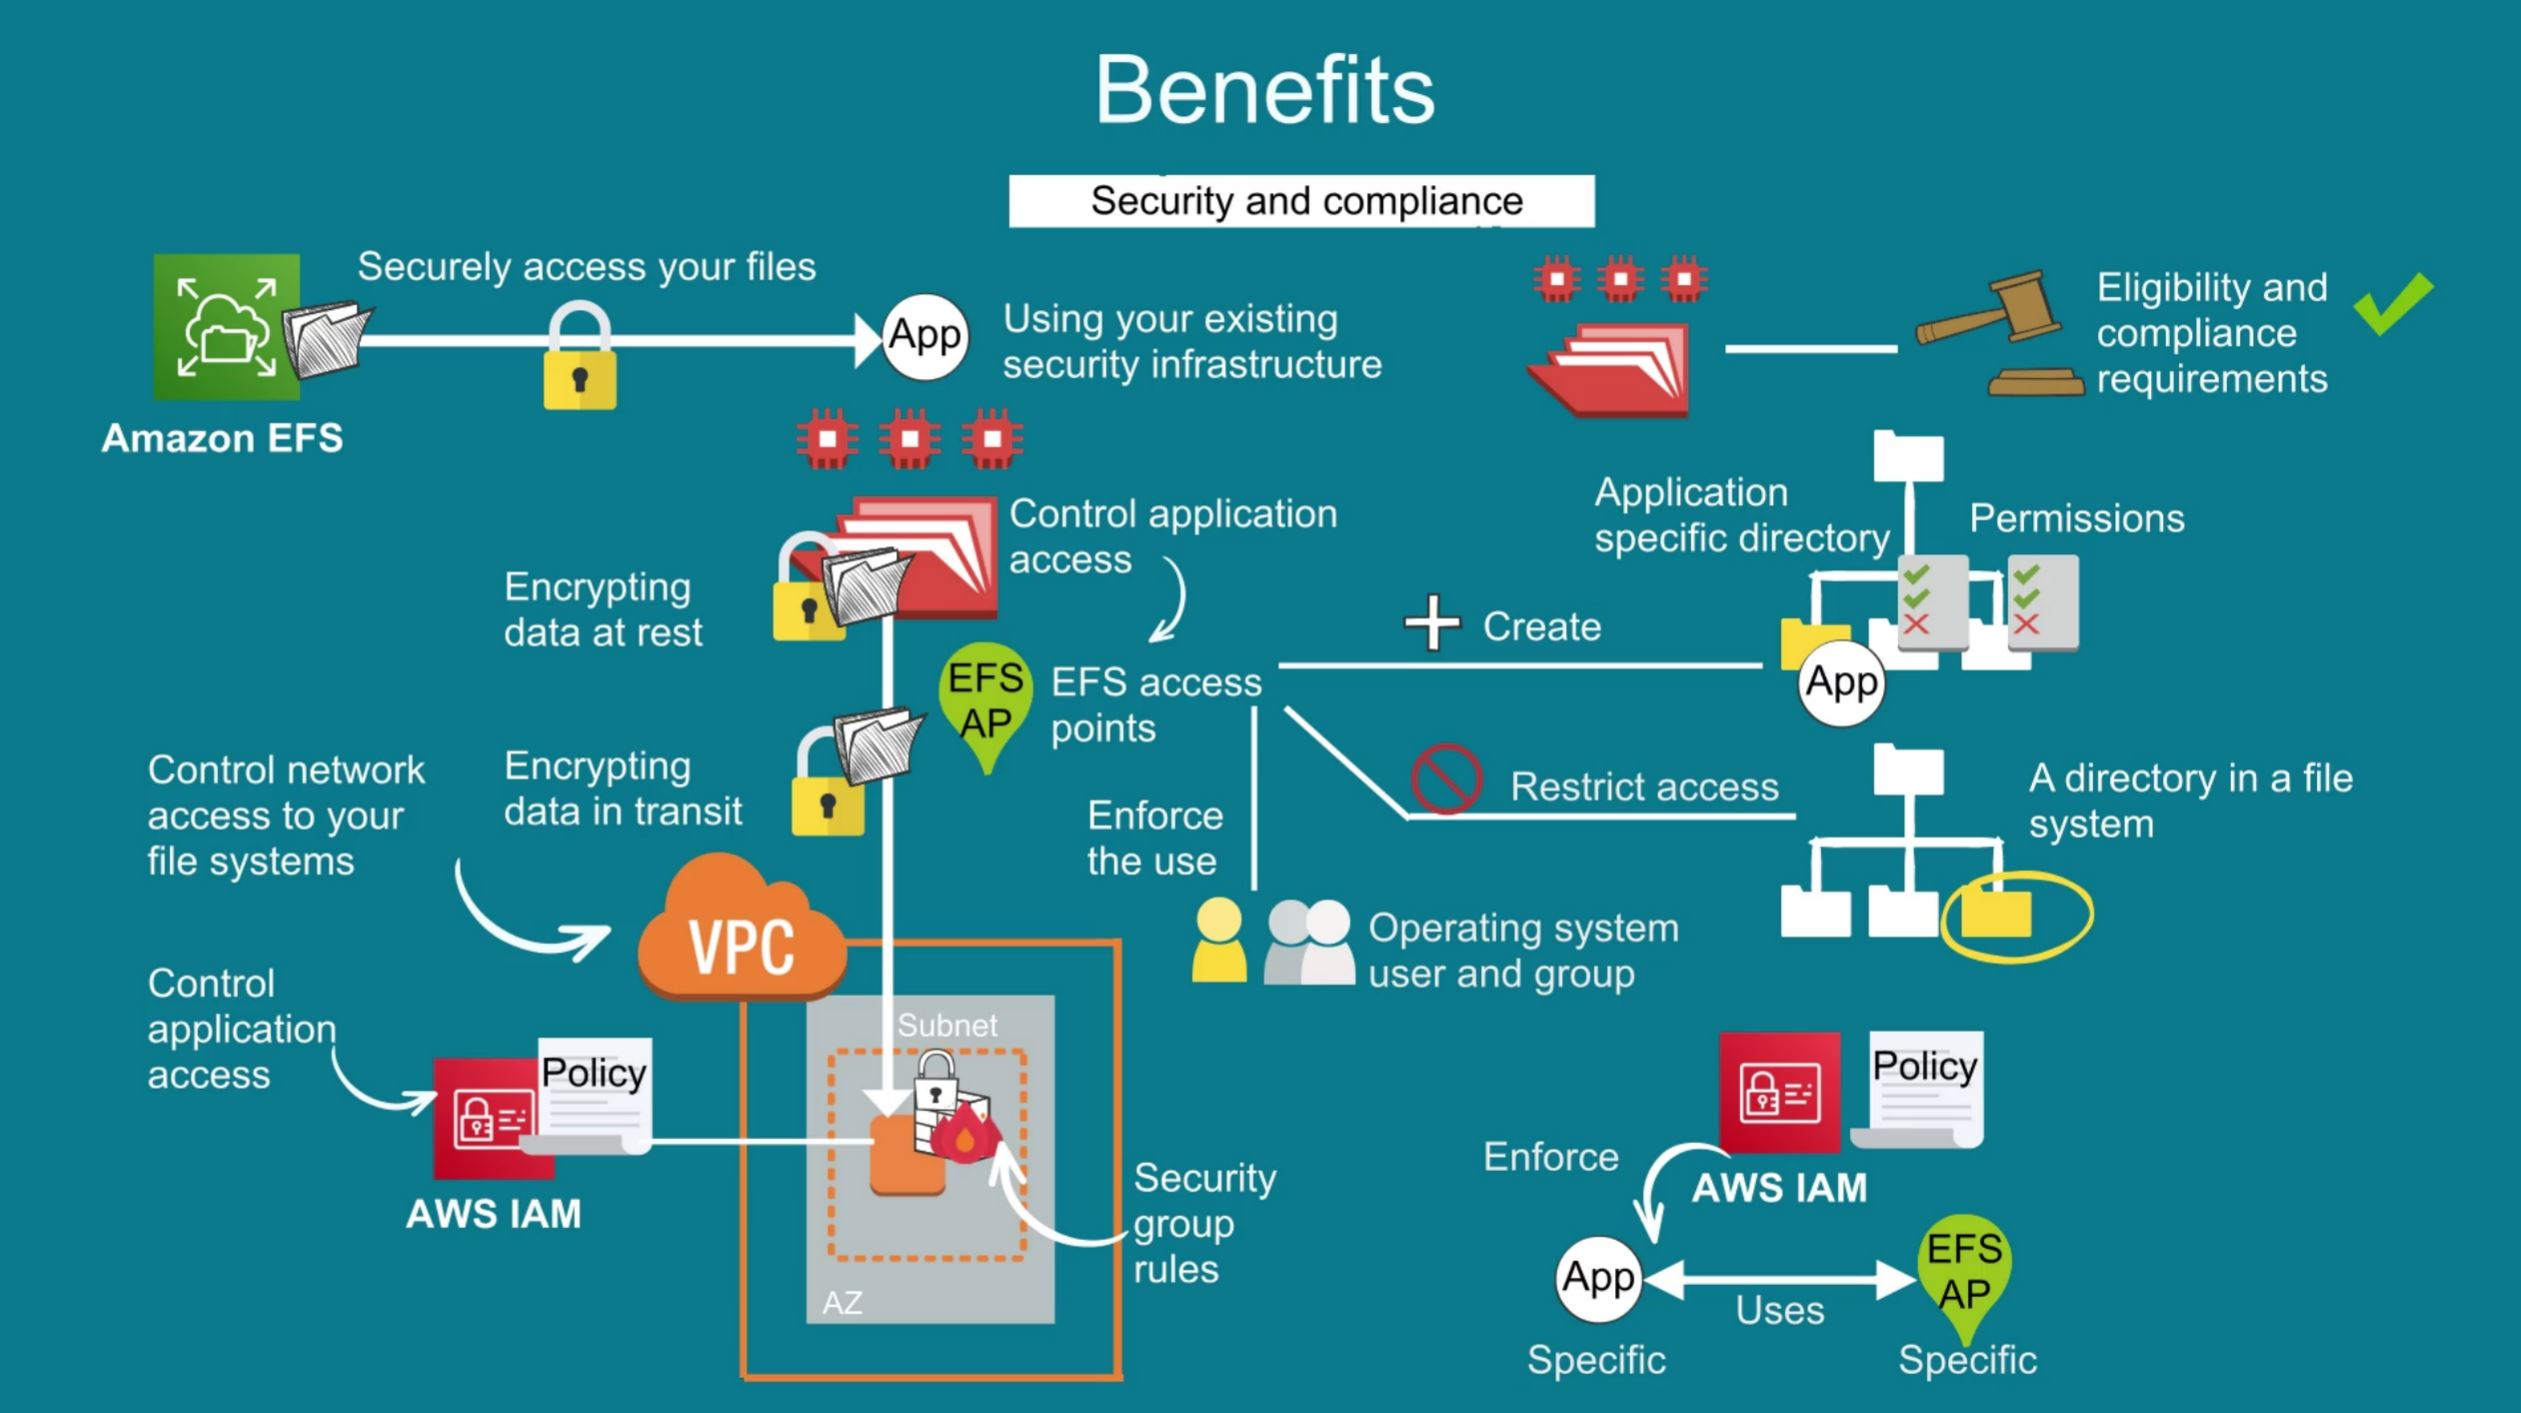 Benefits
Security and compliance
Securely access your files
App
Using your existing
security infrastructure
Amazon EFS
Eligibility and
compliance
requirements
Control application
access
Encrypting
data at rest
EFS
AP
EFS access
points
Create
Application
specific directory
Permissions
App
Restrict access
A directory in a file
system
Enforce
the use
Operating system
user and group
Control network
access to your
file systems
Encrypting
data in transit
VPC
Subnet
AZ
Control
application
access
Policy
AWS IAM
Security
group
rules
Policy
AWS IAM
Enforce
App
Uses
EFS
AP
Specific
Specific